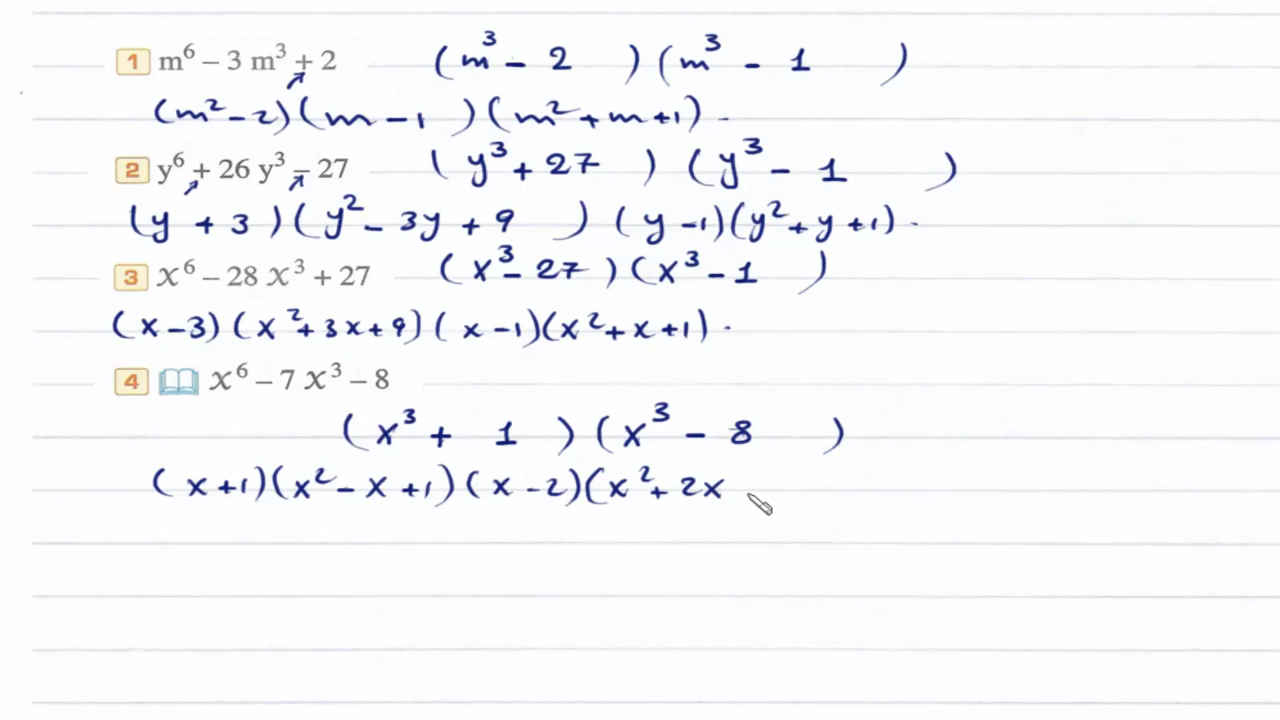 1 m⁶ – 3 m³ + 2 (m³ - 2 ) (m³ - 1 )
(m² - 2)(m - 1 )(m² + m + 1) .
2 y⁶ + 26 y³ – 27 (y³ + 27 ) (y³ - 1 )
(y + 3 )(y² - 3y + 9 ) (y - 1)(y² + y + 1) .
3 x⁶ – 28 x³ + 27 (x³ - 27 )(x³ - 1 )
(x - 3) (x² + 3x + 9)( x - 1)(x² + x + 1) .
4 x⁶ – 7 x³ – 8
(x³ + 1 ) (x³ - 8 )
( x + 1)(x² - x + 1) (x - 2)(x² + 2x